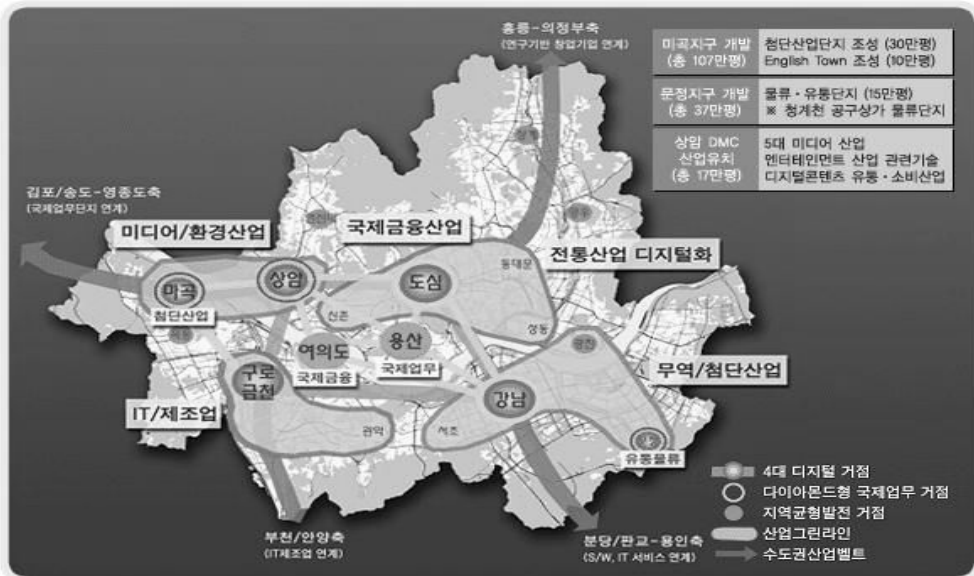 홍릉-의정부축
(연구기반 창업기업 연계)
미곡지구 개발
(총 107만평)
첨단산업단지 조성 (30만평)
English Town 조성 (10만평)
문정지구 개발
(총 37만평)
물류·유통단지 (15만평)
※ 청계천 공구상가 물류단지
상암 DMC
산업유치
(총 17만평)
5대 미디어 산업
엔터테인먼트 산업 관련기술
디지털콘텐츠 유통·소비산업
김포/송도-영종도축
(국제업무단지 연계)
미디어/환경산업
국제금융산업
전통산업 디지털화
동대문
마곡
상암
도심
첨단산업
신촌
성동
여의도
용산
국제금융
국제업무
구로
금천
강남
무역/첨단산업
IT/제조업
관악
서초
유통물류
부천/안양축
(IT제조업 연계)
분당/판교-용인축
(S/W, IT 서비스 연계)
4대 디지털 거점
다이아몬드형 국제업무 거점
지역균형발전 거점
산업그린라인
수도권산업벨트